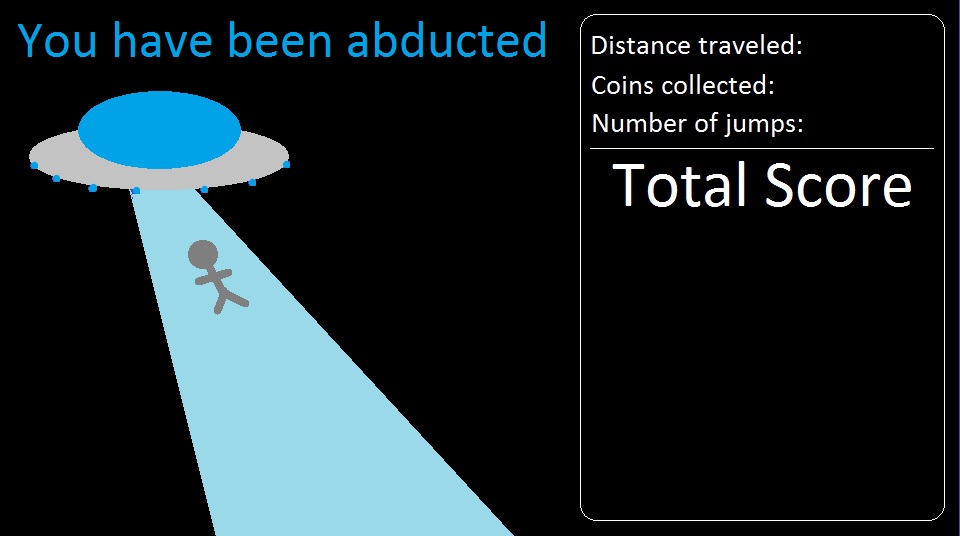 You have been abducted
Distance traveled:
Coins collected:
Number of jumps:
Total Score